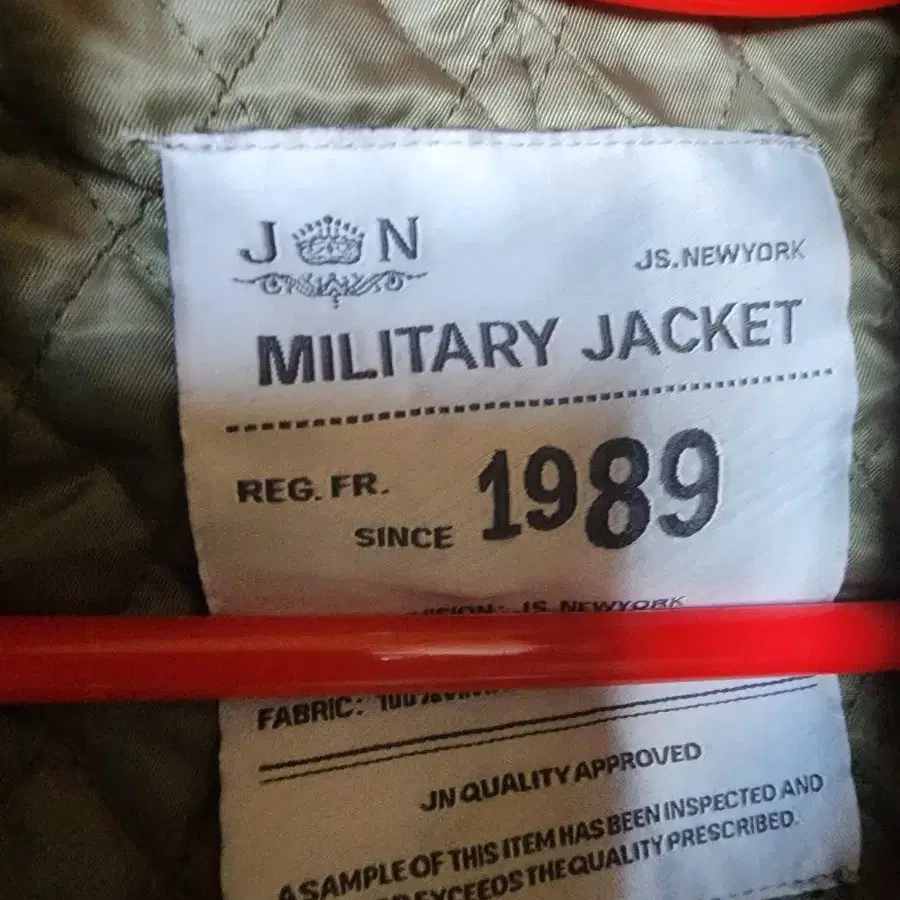 J N
JS.NEWYORK
MILITARY JACKET
REG. FR.
SINCE 1989
JS. NEWYORK
FABRIC:
JN QUALITY APPROVED
A SAMPLE OF THIS ITEM HAS BEEN INSPECTED AND
EXCEEDS THE QUALITY PRESCRIBED.